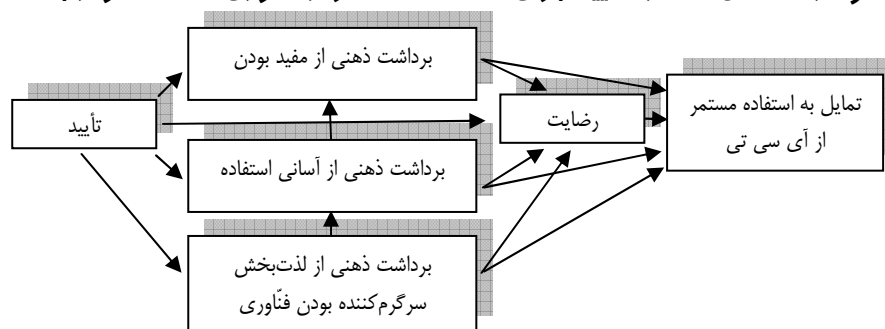 تأیید
برداشت ذهنی از مفید بودن
برداشت ذهنی از آسانی استفاده
برداشت ذهنی از لذت‌بخش
سرگرم‌کننده بودن فنّاوری
رضایت
تمایل به استفاده مستمر
از آی سی تی